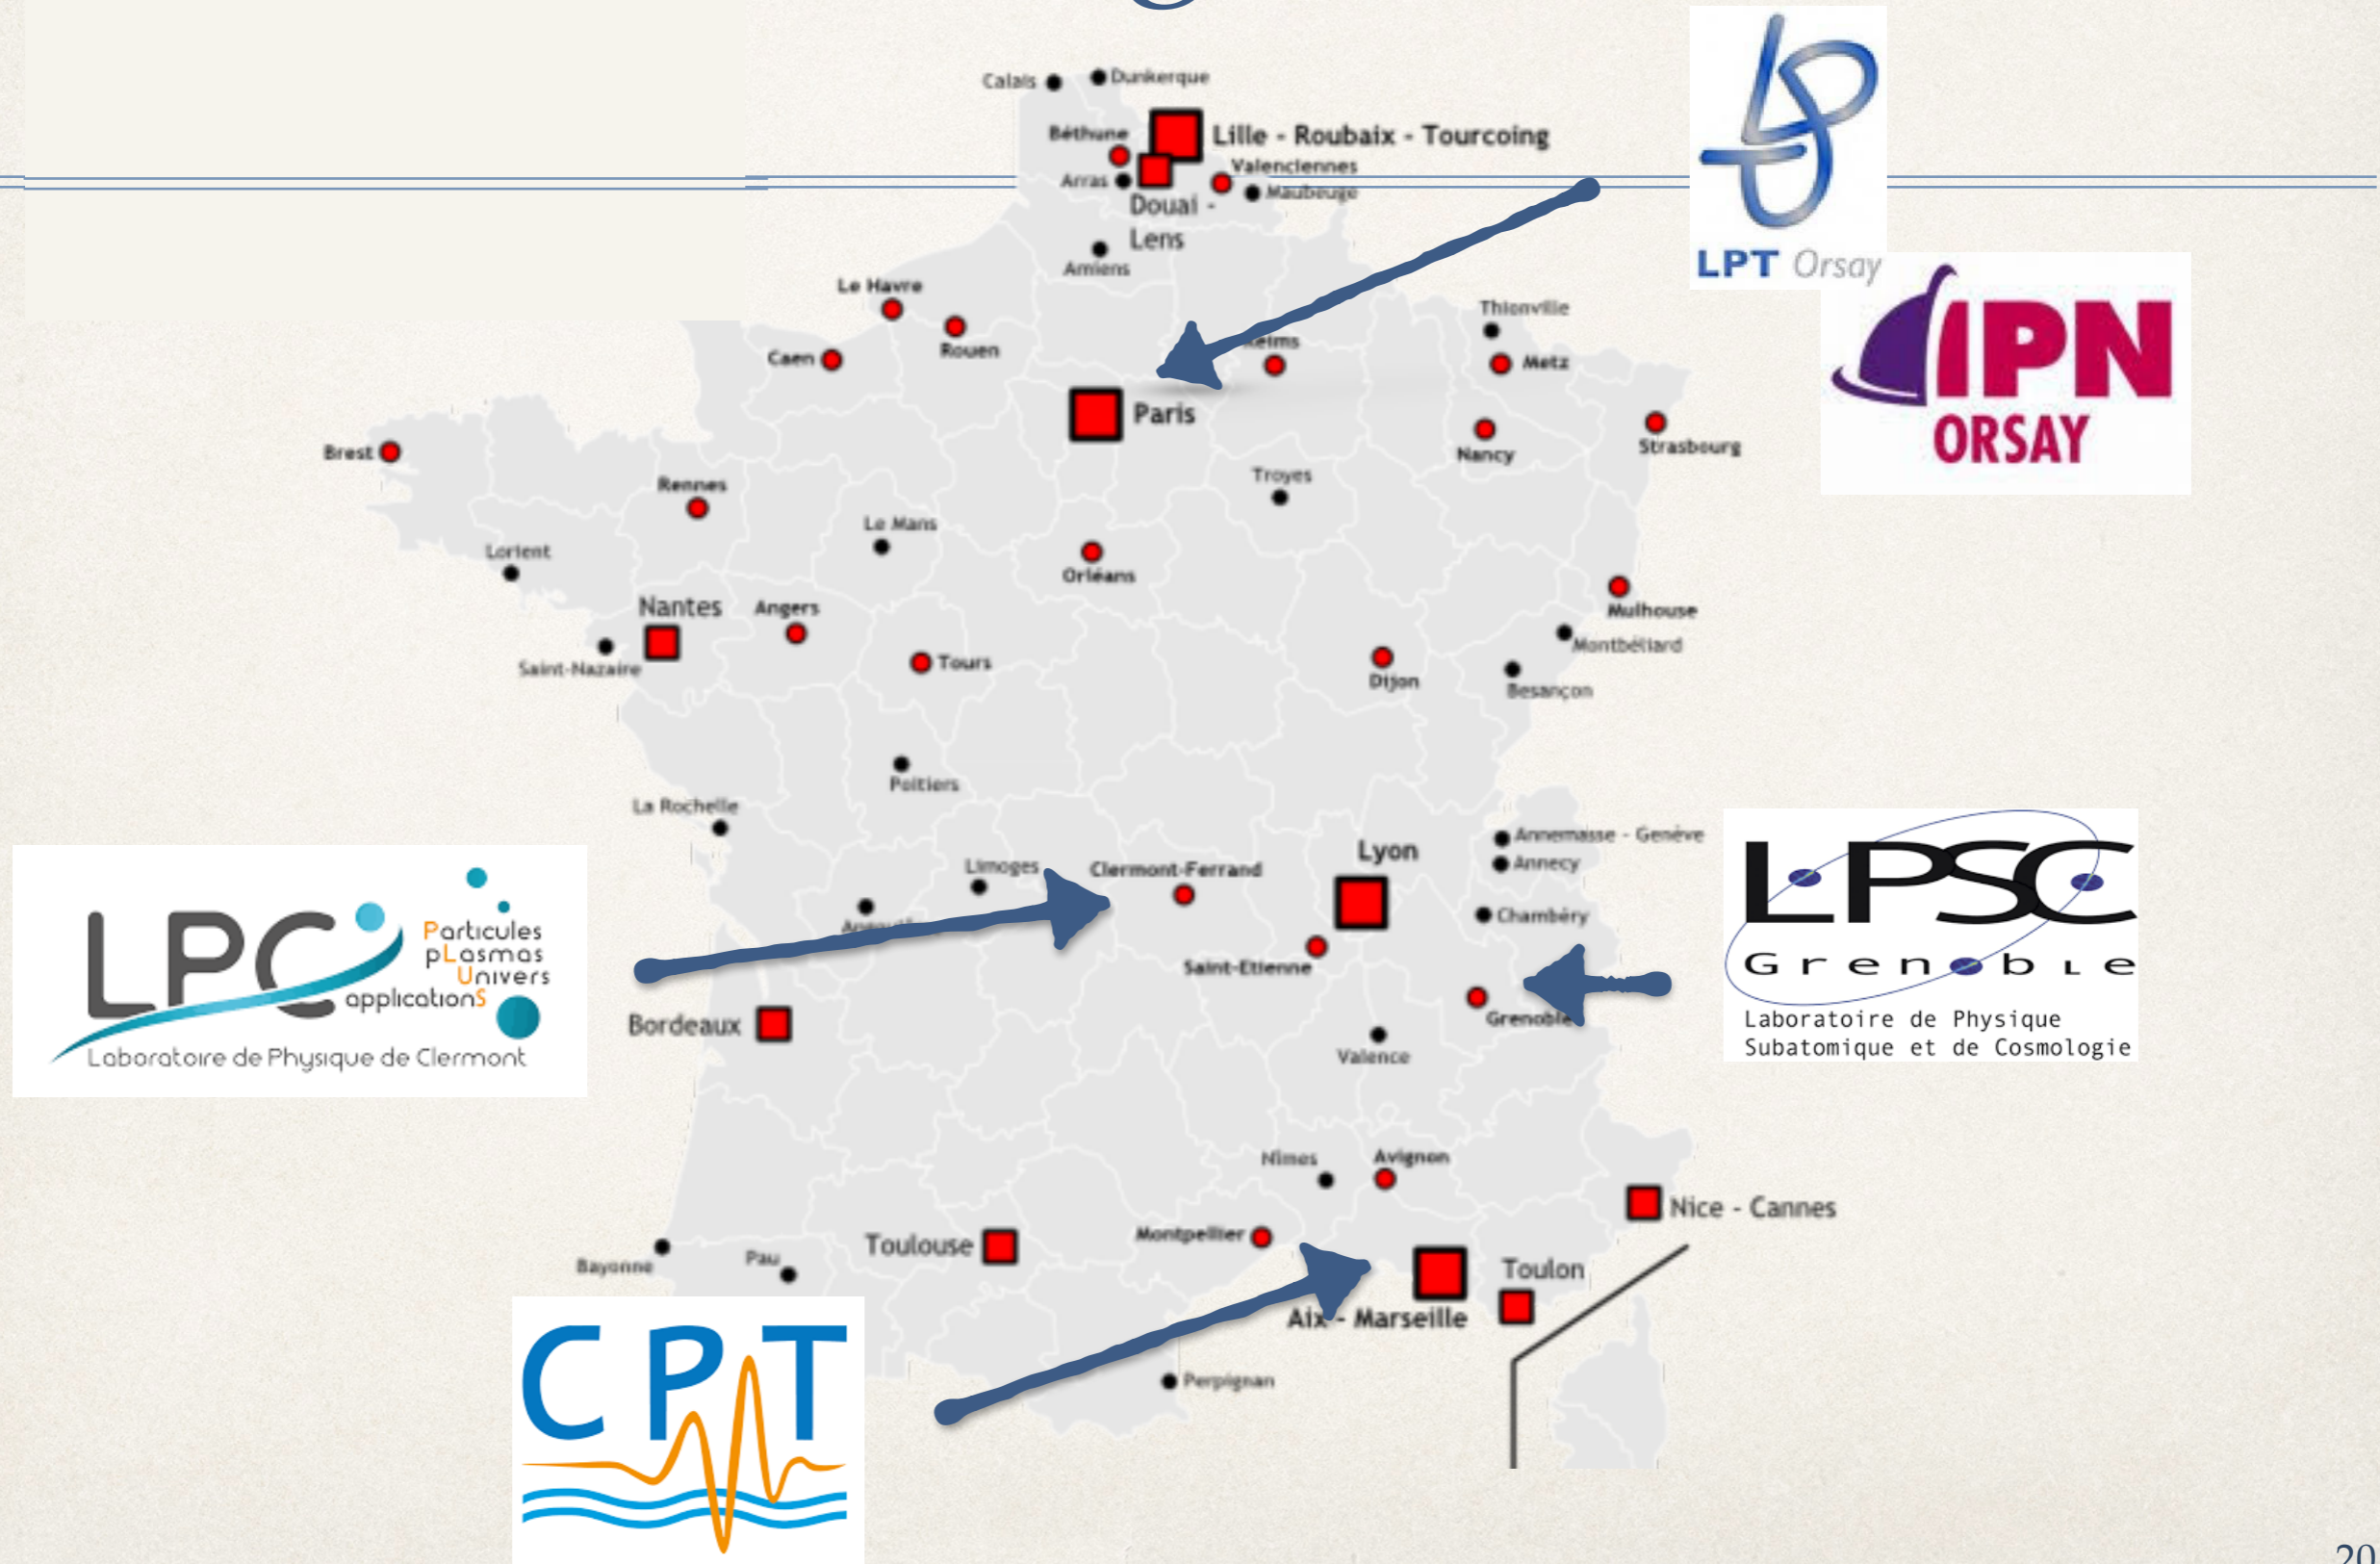 Calais
Dunkerque
Béthune
Lille - Roubaix - Tourcoing
Valenciennes
Arras
Maubeuge
Douai -
Lens
Amiens
LPT Orsay
IPN
ORSAY
Le Havre
Rouen
Caen
Reims
Thionville
Metz
Paris
Nancy
Strasbourg
Brest
Rennes
Troyes
Le Mans
Lorient
Orléans
Nantes
Angers
Mulhouse
Montbéliard
Saint-Nazaire
Tours
Dijon
Besançon
Poitiers
La Rochelle
Lyon
Annemasse - Genève
Annecy
Limoges
Clermont-Ferrand
Chambéry
Saint-Etienne
LPSC
Grenoble
Laboratoire de Physique
Subatomique et de Cosmologie
LPC
Particules
pLasmas
Univers
applicationS
Laboratoire de Physique de Clermont
Bordeaux
Grenoble
Valence
Nîmes
Avignon
Nice - Cannes
Montpellier
Toulouse
Bayonne
Pau
Toulon
Aix - Marseille
Perpignan
CPT
20